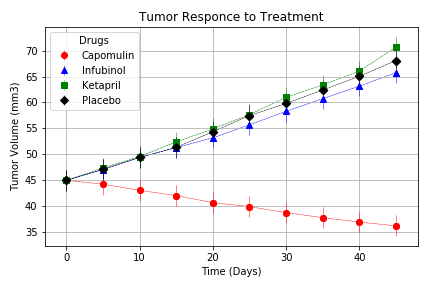 Tumor Responce to Treatment
Drugs
Capomulin
Infubinol
Ketapril
Placebo
Tumor Volume (mm3)
70
65
60
55
50
45
40
35
0
10
20
30
40
Time (Days)